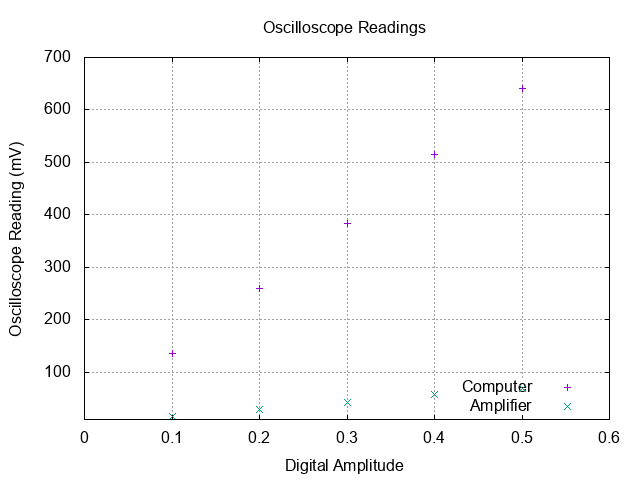 Oscilloscope Readings
700
600
500
400
300
200
100
Oscilloscope Reading (mV)
Computer
Amplifier
0 0.1 0.2 0.3 0.4 0.5 0.6
Digital Amplitude